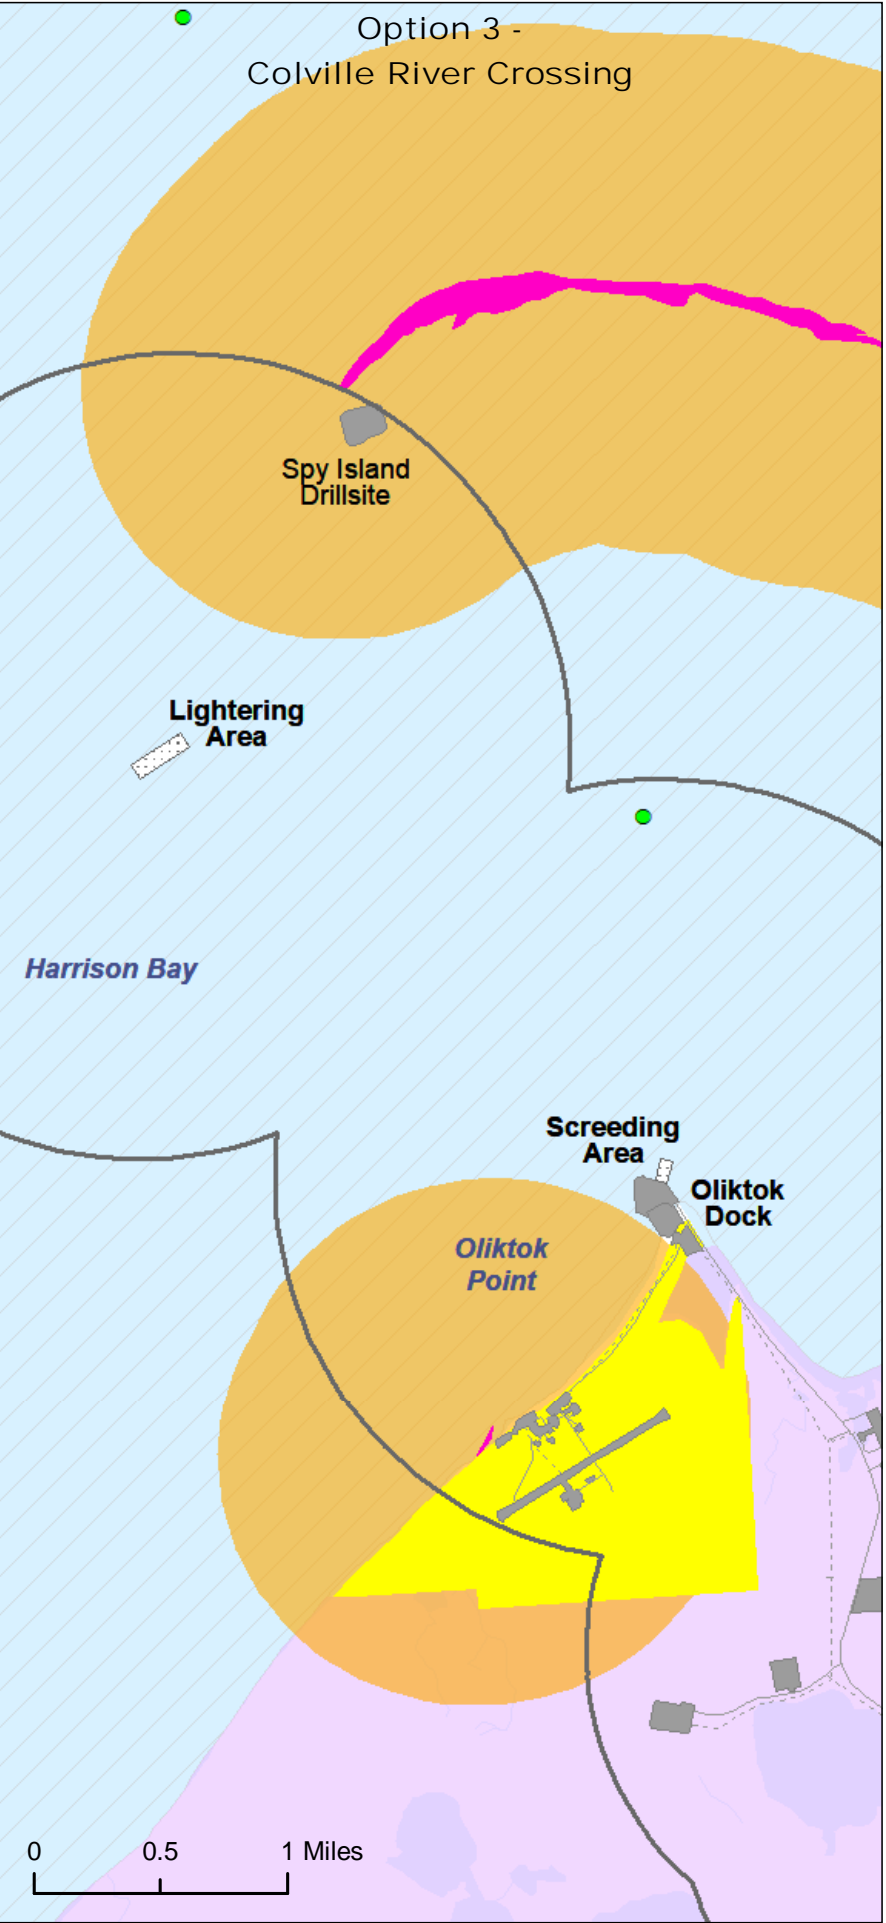 Option 3 -
Colville River Crossing
Spy Island
Drillsite
Lightering
Area
Harrison Bay
Screeding
Area
Oliktok
Dock
Oliktok
Point
0 0.5 1 Miles